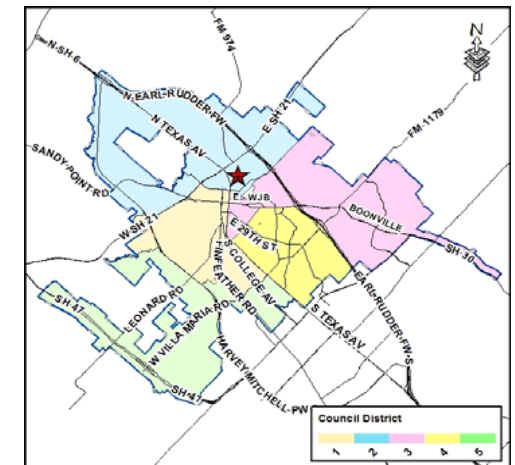 FM 974
N
N-SH-6
N-EARL-RUDDER-FW
E SH 21
N TEXAS AV
FM-1179
SANDY-POINT-RD
E WJB
BOONVILLE
W-SH 21
E 29TH ST
SH-30
S COLLEGE AV
FINFEATHER RD
EARL-RUDDER-FW-S
LEONARD RD
SH-47
W VILLA MARIA RD
S TEXAS AV
HARVEY-MITCHELL-PW
SH-47
Council District
1 2 3 4 5